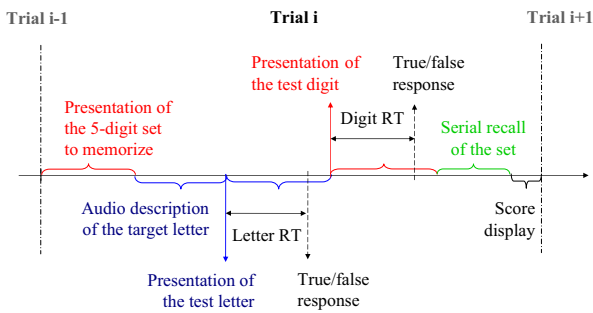 Trial i-1
Trial i
Trial i+1
Presentation of
the test digit
True/false
response
Presentation of
the 5-digit set
to memorize
Digit RT
Serial recall
of the set
Audio description
of the target letter
Letter RT
Score
display
Presentation of
the test letter
True/false
response